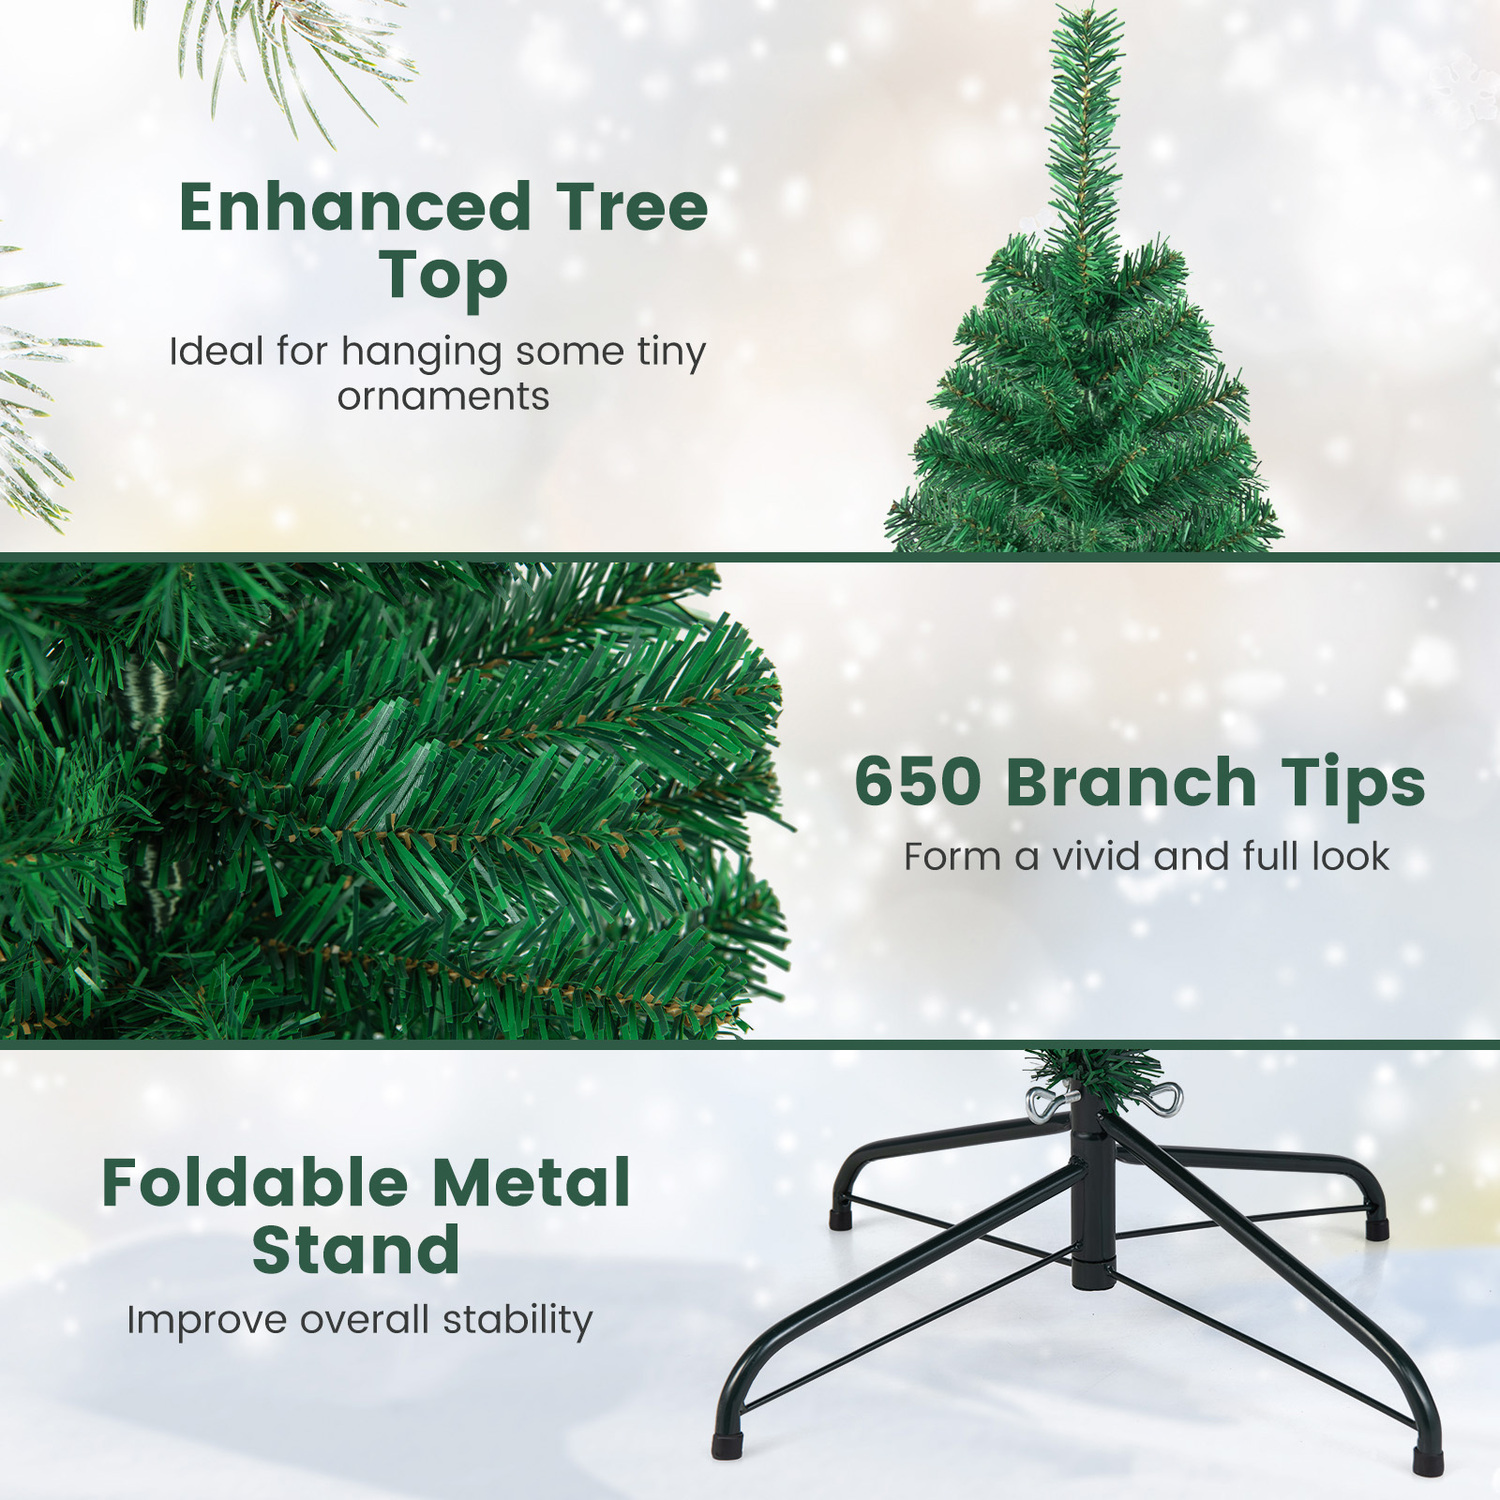 Enhanced Tree
Top
Ideal for hanging some tiny
ornaments
650 Branch Tips
Form a vivid and full look
Foldable Metal
Stand
Improve overall stability